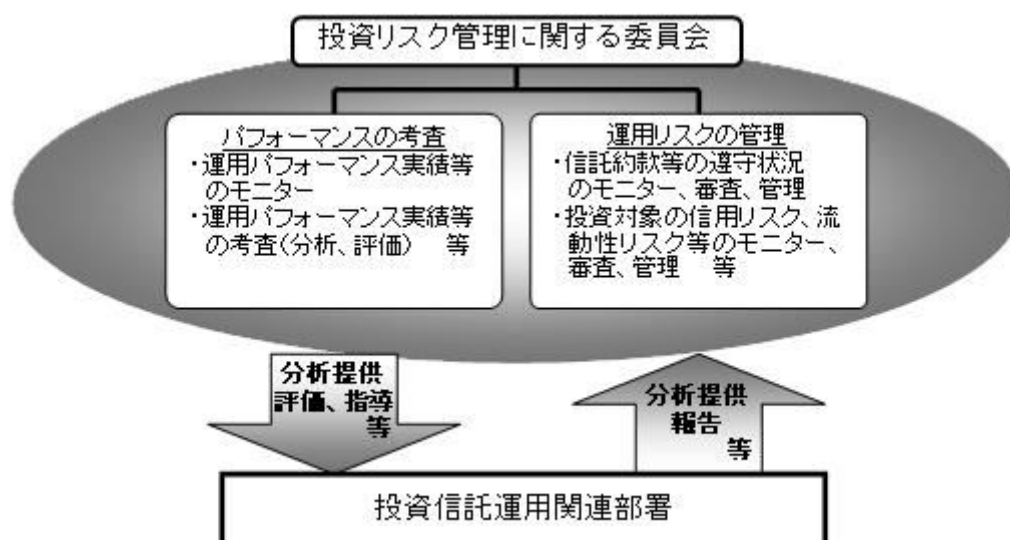 投資リスク管理に関する委員会
パフォーマンスの考査
・運用パフォーマンス実績等
のモニター
・運用パフォーマンス実績等
の考査(分析、評価)　等
運用リスクの管理
・信託約款等の遵守状況
のモニター、審査、管理
・投資対象の信用リスク、流
動性リスク等のモニター、
審査、管理　等
分析提供
評価、指導
等
分析提供
報告
等
投資信託運用関連部署